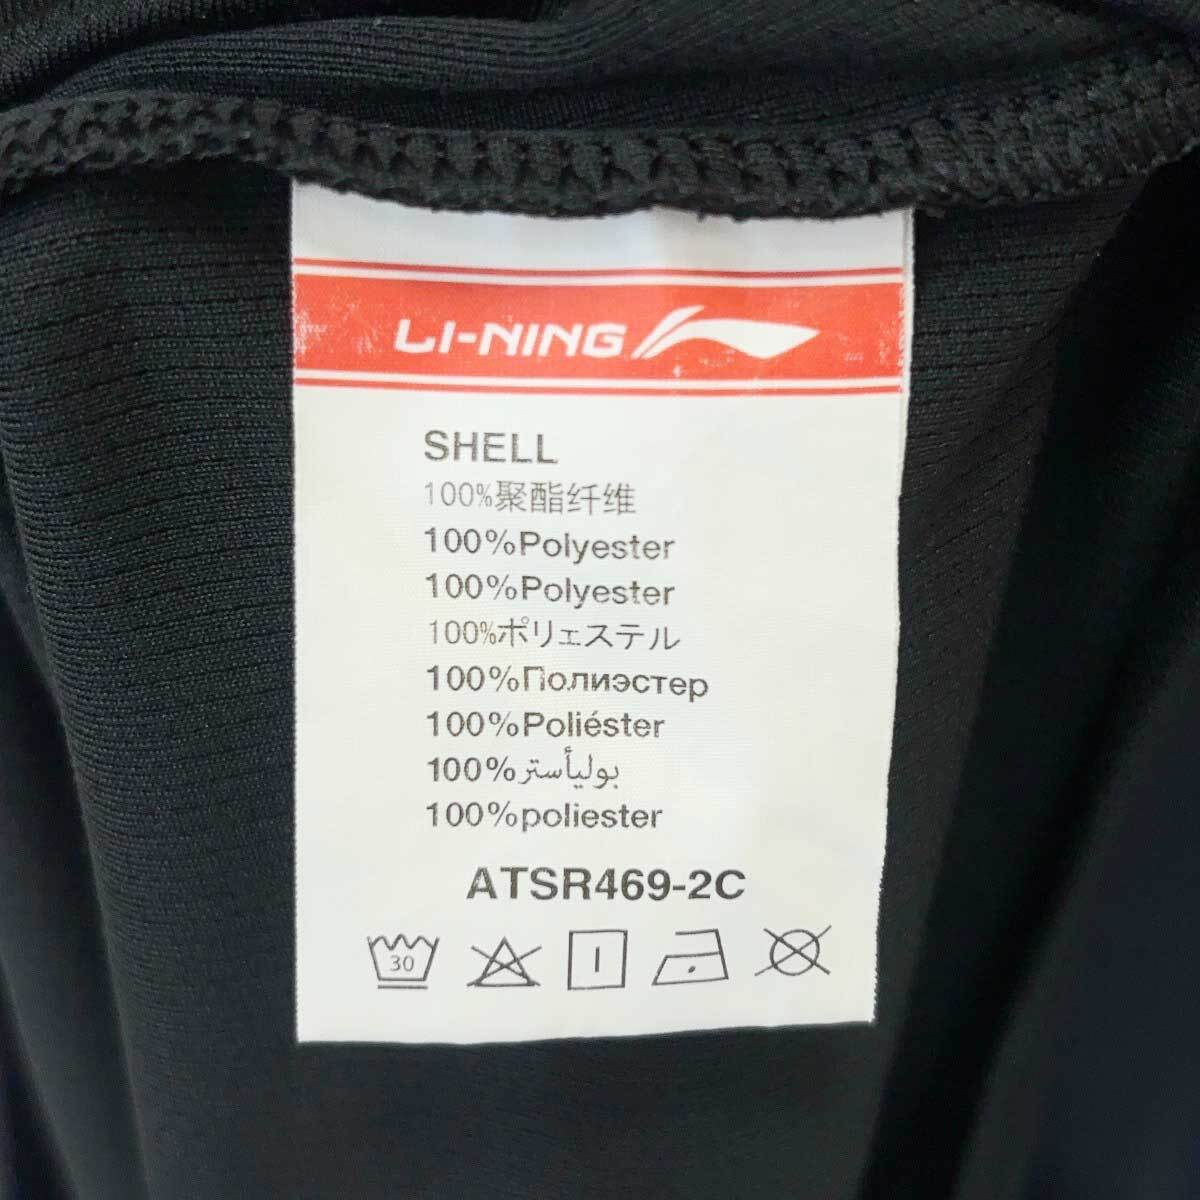 LI-NING
SHELL
100%聚酯纤维
100%Polyester
100%Polyester
100%ポリエステル
100%Полиэстер
100%Poliéster
100%بوليأستر
100%poliester
ATSR469-2C
30